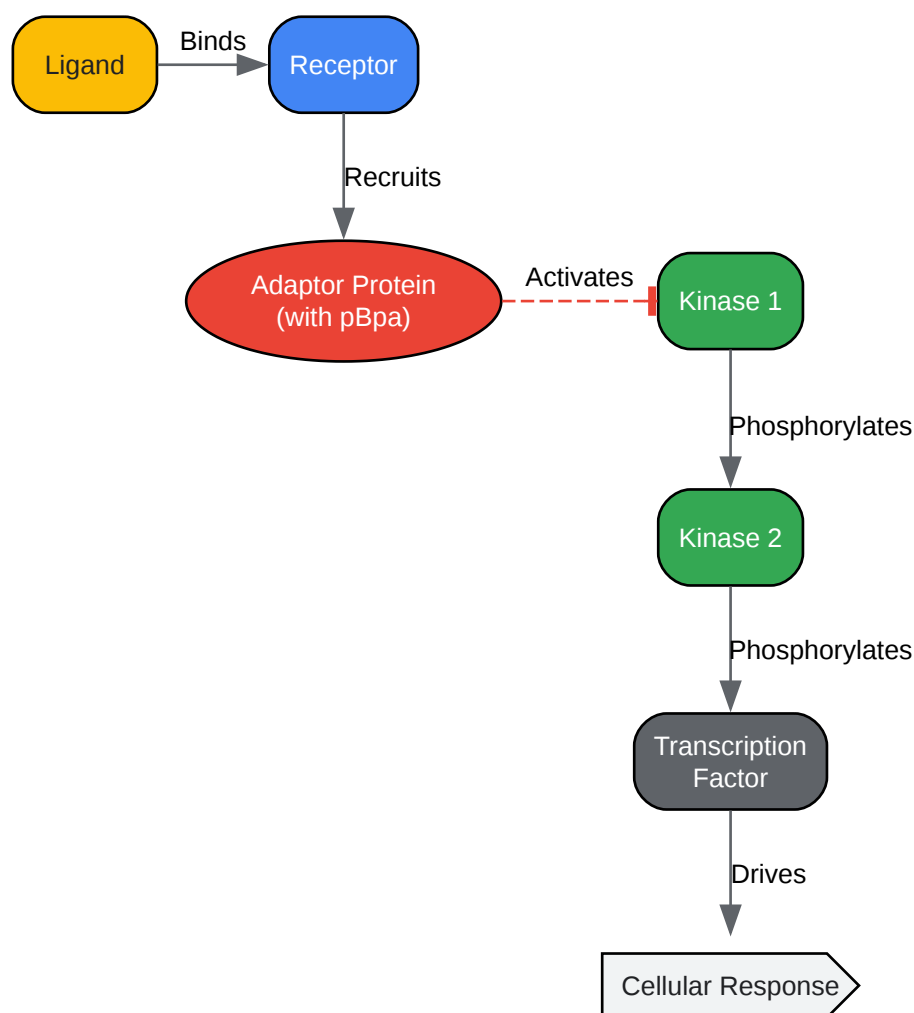 Ligand
Binds
Receptor
Recruits
Adaptor Protein
(with pBpa)
Activates
Kinase 1
Phosphorylates
Kinase 2
Phosphorylates
Transcription
Factor
Drives
Cellular Response